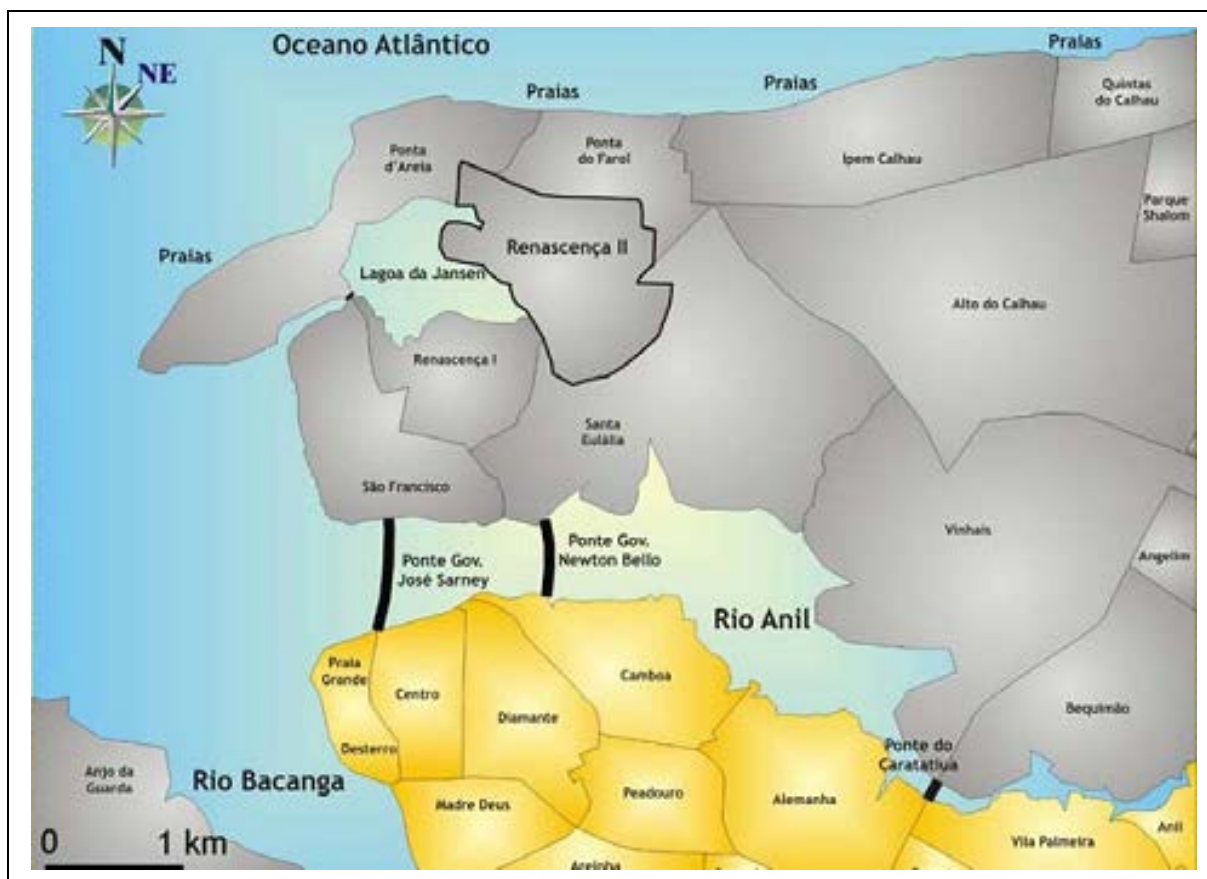 N
NE
Oceano Atlântico
Praias
Praias
Praias
Quintas
do Calhau
Ponta
d'Areia
Ponta
do Farol
Ipem Calhau
Parque
Shalom
Praias
Renascença II
Lagoa da Jansen
Alto do Calhau
Renascença I
Santa
Eulália
São Francisco
Vinhais
Angelim
Ponte Gov.
José Sarney
Ponte Gov.
Newton Bello
Rio Anil
Praia
Grande
Centro
Camboa
Diamante
Desterro
Bequimão
Ponte do
Caratatiua
Anjo da
Guarda
Rio Bacanga
Madre Deus
Peadouro
Alemanha
Vila Palmeira
Anil
Areinha
0 1 km